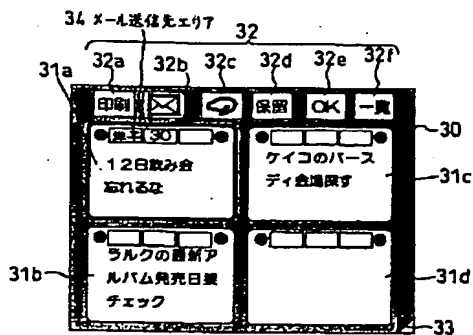 34 メール送信先エリア
32
32a 32b 32c 32d 32e 32f
31a
印刷 保留 OK 一覧
30
30
.12日飲み会
忘れるな
ケイコのバース
ディ会場探す
31c
31b
ラルクの最新ア
ルバム発売日
チェック
31d
33